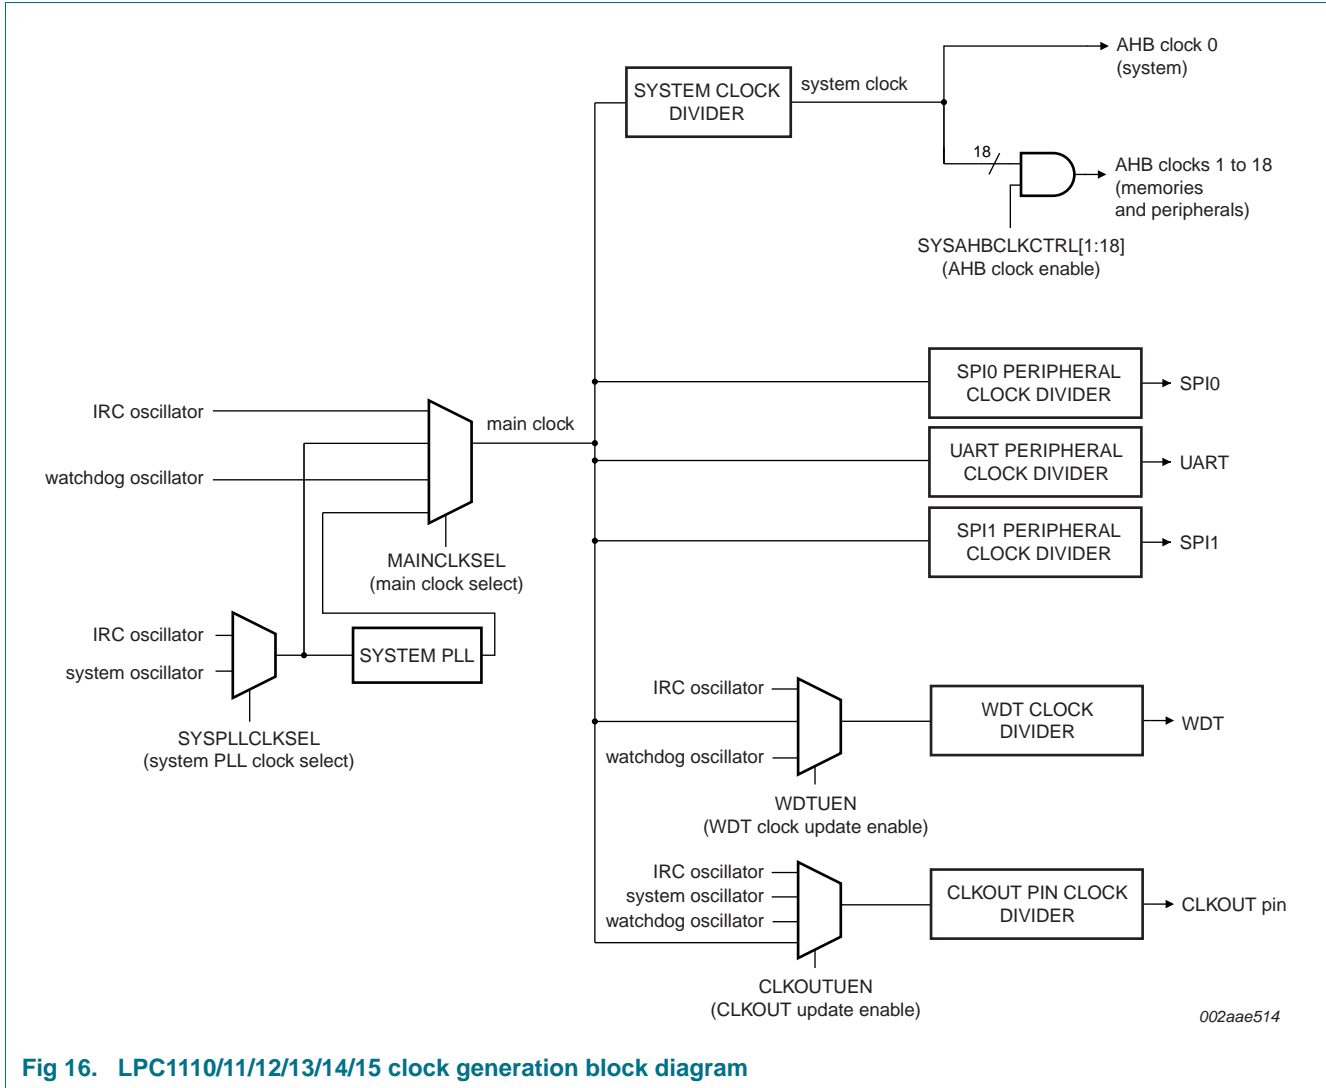 AHB clock 0
(system)
SYSTEM CLOCK
DIVIDER
system clock
18
AHB clocks 1 to 18
(memories
and peripherals)
SYSAHBCLKCTRL[1:18]
(AHB clock enable)
SPI0 PERIPHERAL
CLOCK DIVIDER
SPI0
IRC oscillator
main clock
UART PERIPHERAL
CLOCK DIVIDER
UART
watchdog oscillator
SPI1 PERIPHERAL
CLOCK DIVIDER
SPI1
MAINCLKSEL
(main clock select)
IRC oscillator
system oscillator
SYSTEM PLL
SYSPLLCLKSEL
(system PLL clock select)
IRC oscillator
watchdog oscillator
WDT CLOCK
DIVIDER
WDT
WDTUEN
(WDT clock update enable)
IRC oscillator
system oscillator
watchdog oscillator
CLKOUT PIN CLOCK
DIVIDER
CLKOUT pin
CLKOUTUEN
(CLKOUT update enable)
002aae514
Fig 16. LPC1110/11/12/13/14/15 clock generation block diagram